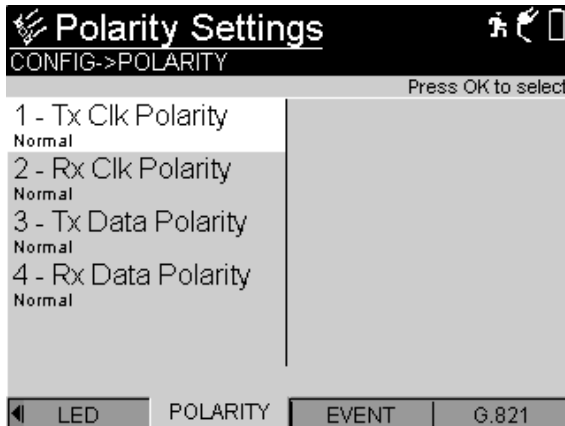 Polarity Settings
CONFIG->POLARITY
Press OK to select
1 - Tx Clk Polarity
Normal
2 - Rx Clk Polarity
Normal
3 - Tx Data Polarity
Normal
4 - Rx Data Polarity
Normal
LED POLARITY EVENT G.821